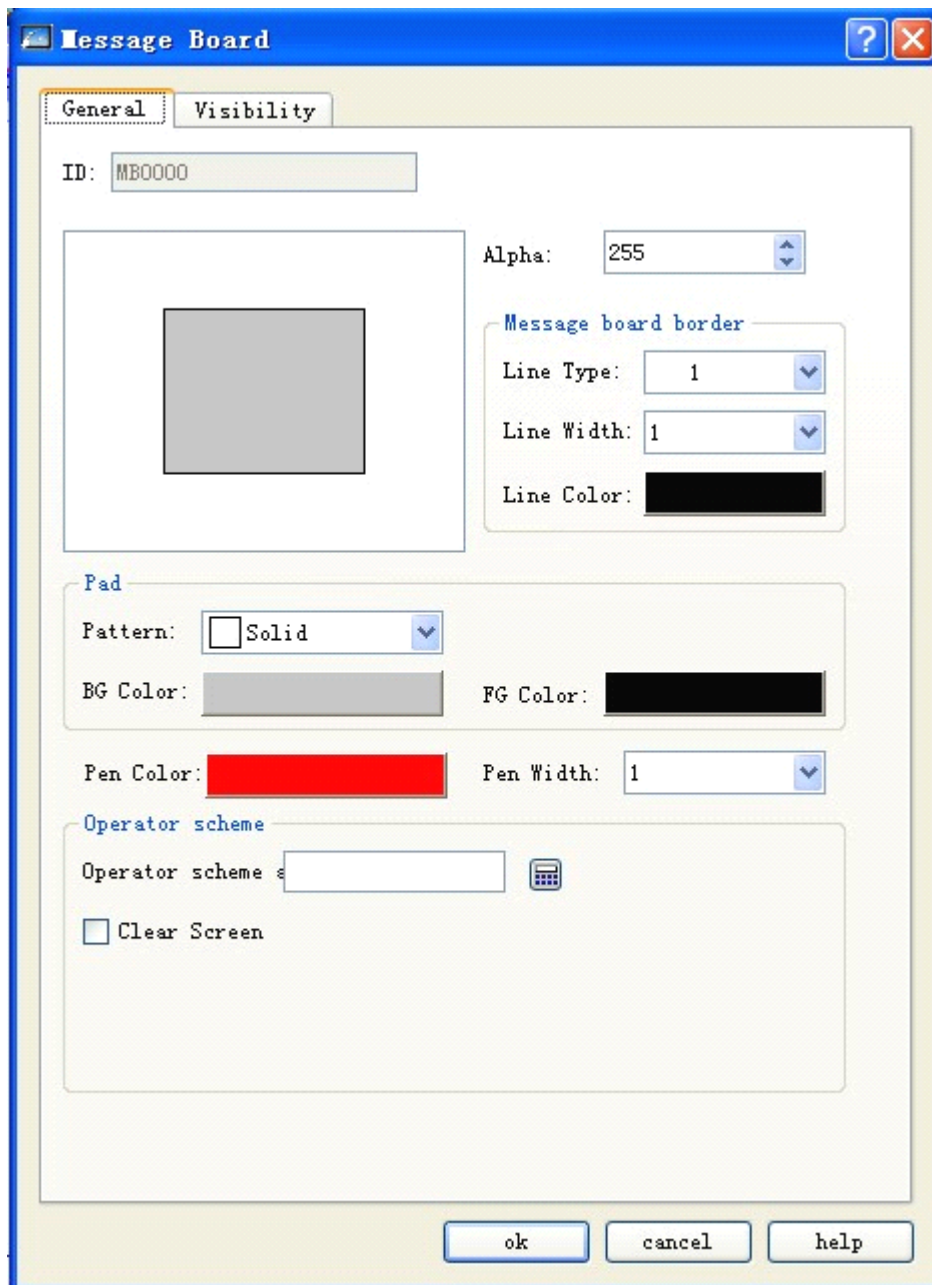 Message Board
General Visibility
ID: MB0000
Alpha: 255
Message board border
Line Type: 1
Line Width: 1
Line Color:
Pad
Pattern: Solid
BG Color: FG Color:
Pen Color: Pen Width: 1
Operator scheme
Operator scheme a
Clear Screen
ok cancel help